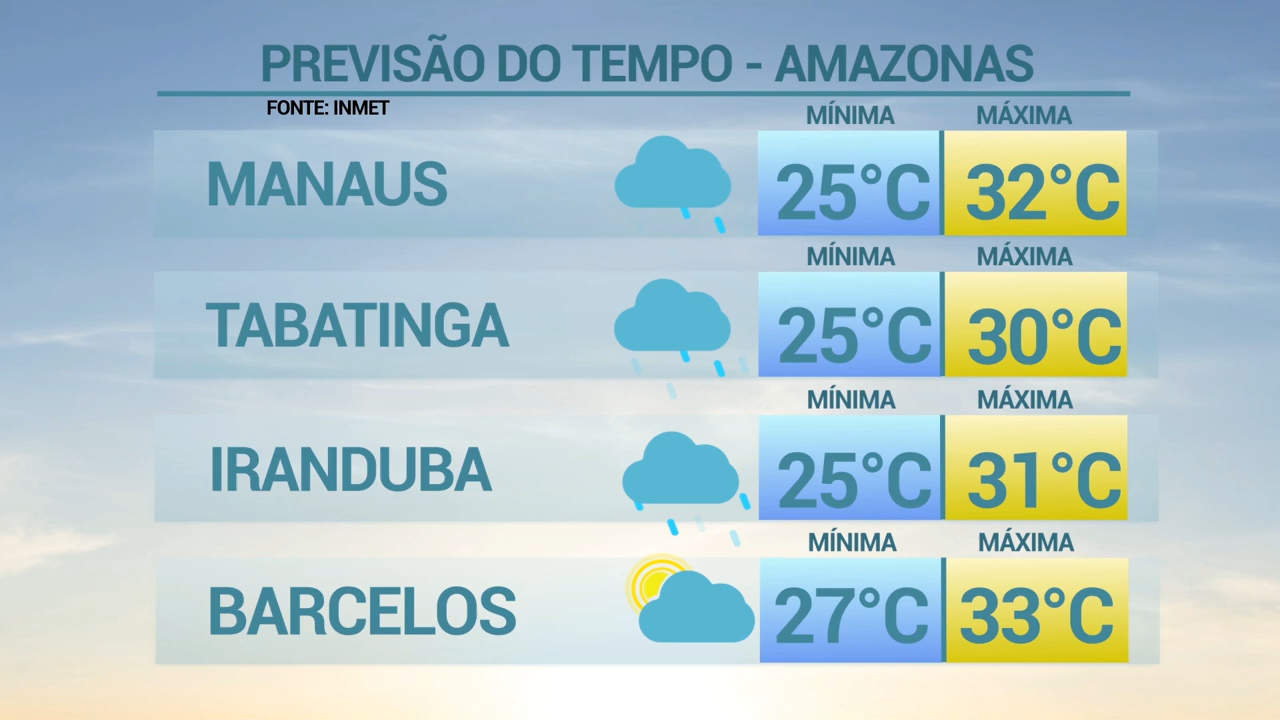 PREVISÃO DO TEMPO - AMAZONAS
FONTE: INMET
MÍNIMA MÁXIMA
MANAUS 25°C 32°C
MÍNIMA MÁXIMA
TABATINGA 25°C 30°C
MÍNIMA MÁXIMA
IRANDUBA 25°C 31°C
MÍNIMA MÁXIMA
BARCELOS 27°C 33°C